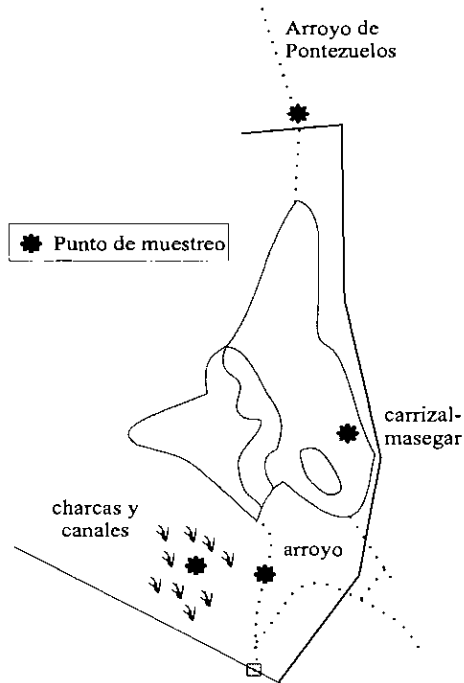 Arroyo de
Pontezuelos
Punto de muestreo
carrizal-
masegar
charcas y
canales
arroyo